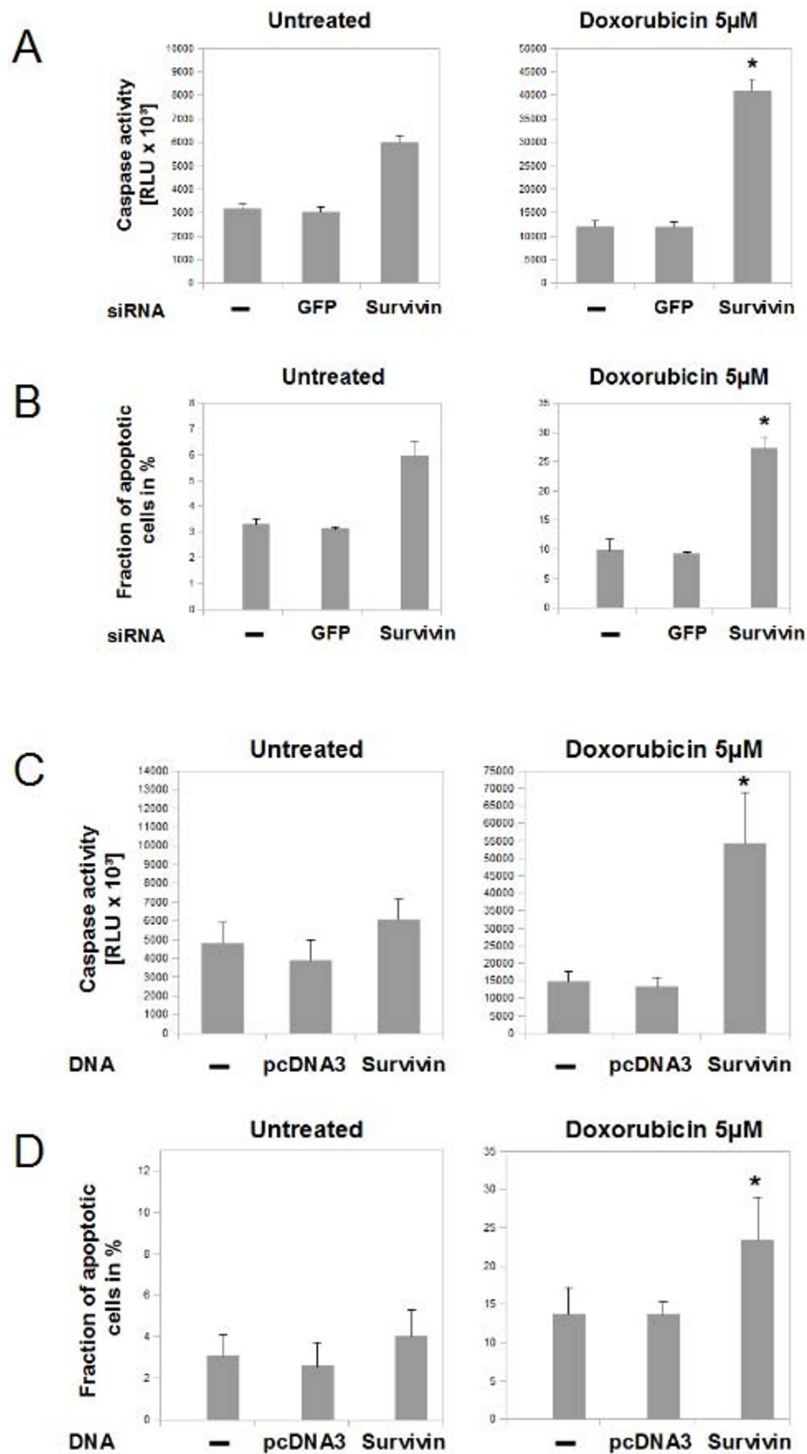 A
Untreated
Doxorubicin 5µM
Caspase activity
[RLU x 10³]
10000
9000
8000
7000
6000
5000
4000
3000
2000
1000
0
50000
45000
40000
35000
30000
25000
20000
15000
10000
5000
0
*
siRNA
– GFP Survivin
– GFP Survivin
B
Untreated
Doxorubicin 5µM
Fraction of apoptotic
cells in %
8
7
6
5
4
3
2
1
0
35
30
25
20
15
10
5
0
*
siRNA
– GFP Survivin
– GFP Survivin
C
Untreated
Doxorubicin 5µM
Caspase activity
[RLU x 10³]
14000
13000
12000
11000
10000
9000
8000
7000
6000
5000
4000
3000
2000
1000
0
75000
70000
65000
60000
55000
50000
45000
40000
35000
30000
25000
20000
15000
10000
5000
0
*
DNA
– pcDNA3 Survivin
– pcDNA3 Survivin
D
Untreated
Doxorubicin 5µM
Fraction of apoptotic
cells in %
12
10
8
6
4
2
0
35
30
25
20
15
10
5
0
*
DNA
– pcDNA3 Survivin
– pcDNA3 Survivin